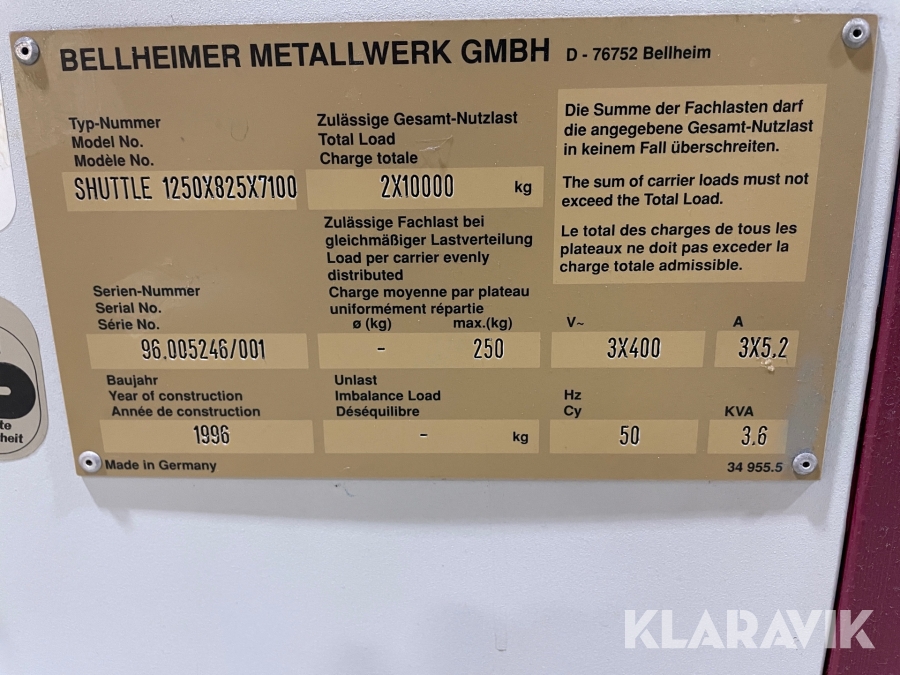 BELLHEIMER METALLWERK GMBH D - 76752 Bellheim
Typ-Nummer
Model No.
Modèle No.
SHUTTLE 1250X825X7100
Zulässige Gesamt-Nutzlast
Total Load
Charge totale
2X10000 kg
Die Summe der Fachlasten darf
die angegebene Gesamt-Nutzlast
in keinem Fall überschreiten.
The sum of carrier loads must not
exceed the Total Load.
Le total des charges de tous les
plateaux ne doit pas exceder la
charge totale admissible.
Zulässige Fachlast bei
gleichmäßiger Lastverteilung
Load per carrier evenly
distributed
Charge moyenne par plateau
uniformément répartie
ø (kg) max.(kg)
- 250
Serien-Nummer
Serial No.
Série No.
96.005246/001
V~
3X400
A
3X5,2
Baujahr
Year of construction
Année de construction
1996
Unlast
Imbalance Load
Déséquilibre
- kg
Hz
Cy
50
KVA
3.6
Made in Germany
34 955.5
te
heit
KLARAVIK